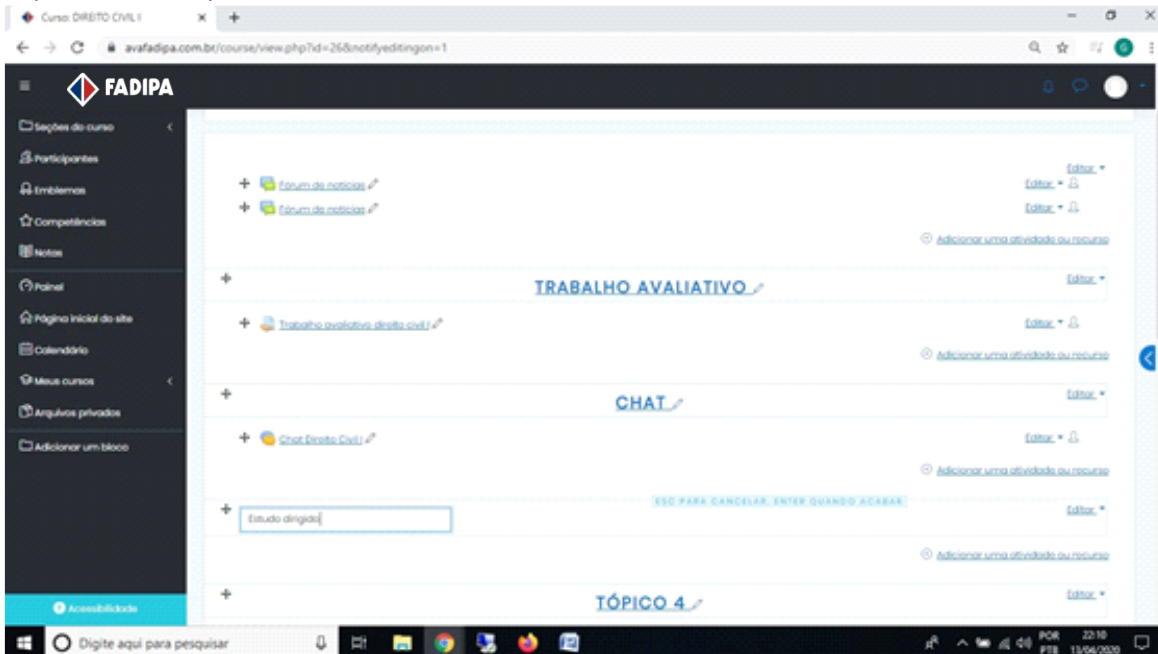 Curso: DIREITO CIVIL I
avafadipa.com.br/course/view.php?id=26&notifyeditingon=1
G
FADIPA
Seções do curso
Participantes
Emblemas
Competências
Notas
Painel
Página inicial do site
Calendário
Meus cursos
Arquivos privados
Adicionar um bloco
Acessibilidade
Editar
Fórum de notícias Editar
Fórum de notícias Editar
Adicionar uma atividade ou recurso
TRABALHO AVALIATIVO Editar
Trabalho avaliativo direito civil I Editar
Adicionar uma atividade ou recurso
CHAT Editar
Chat Direito Civil I Editar
Adicionar uma atividade ou recurso
ESC PARA CANCELAR, ENTER QUANDO ACABAR
Estudo dirigido Editar
Adicionar uma atividade ou recurso
TÓPICO 4 Editar
Digite aqui para pesquisar
POR 22:10
PTB 13/04/2020